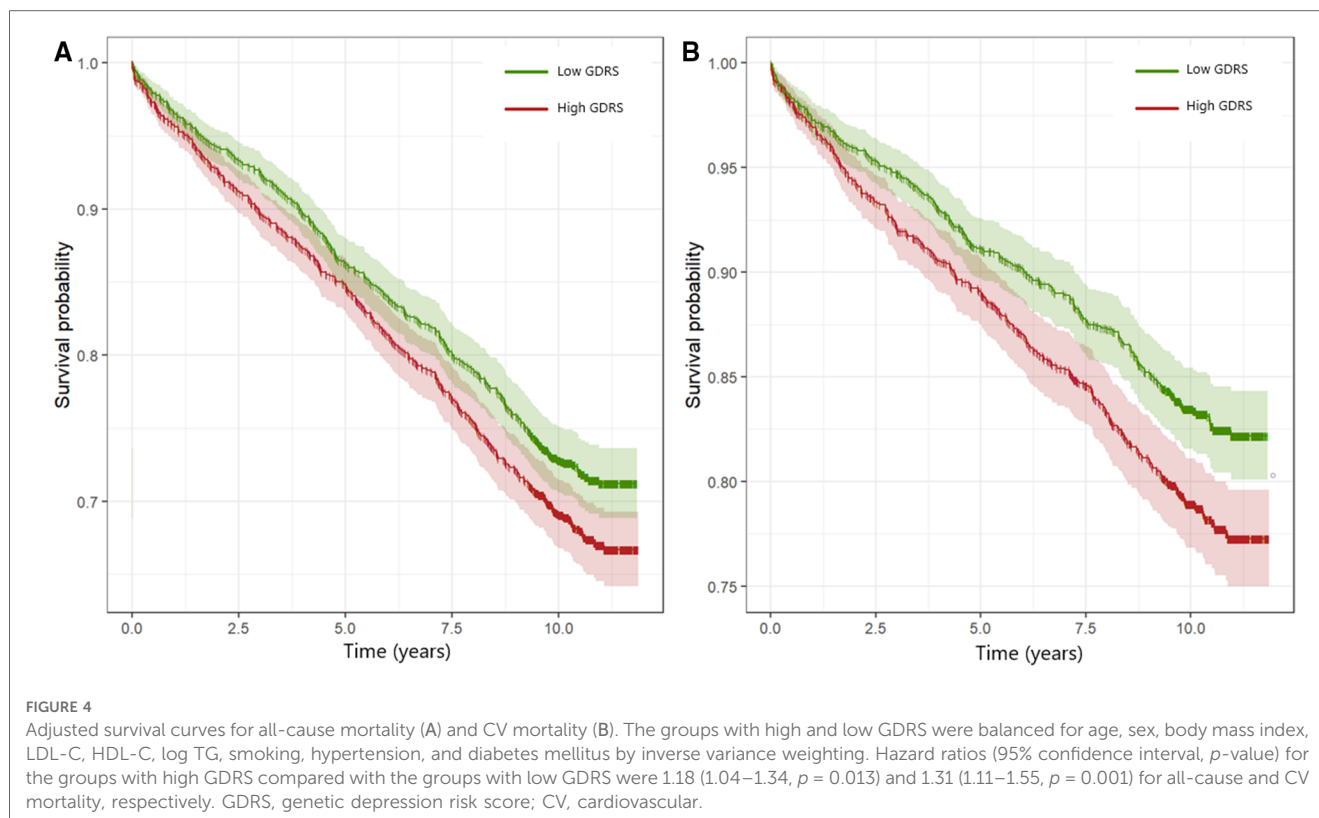 A
B
1.0
0.9
0.8
0.7
Survival probability
Low GDRS
High GDRS
0.0
2.5
5.0
7.5
10.0
Time (years)
1.00
0.95
0.90
0.85
0.80
0.75
Survival probability
Low GDRS
High GDRS
0.0
2.5
5.0
7.5
10.0
Time (years)
FIGURE 4
Adjusted survival curves for all-cause mortality (A) and CV mortality (B). The groups with high and low GDRS were balanced for age, sex, body mass index,
LDL-C, HDL-C, log TG, smoking, hypertension, and diabetes mellitus by inverse variance weighting. Hazard ratios (95% confidence interval, p-value) for
the groups with high GDRS compared with the groups with low GDRS were 1.18 (1.04–1.34, p = 0.013) and 1.31 (1.11–1.55, p = 0.001) for all-cause and CV
mortality, respectively. GDRS, genetic depression risk score; CV, cardiovascular.